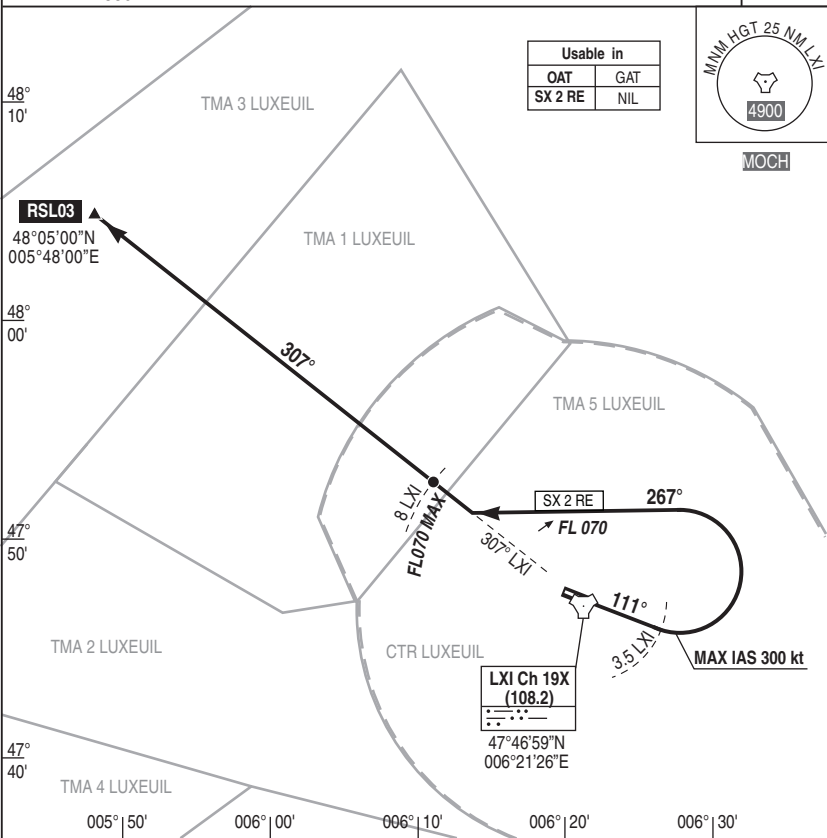 Usable in
OAT GAT
SX 2 RE NIL
MNM HGT 25 NM LXI
4900
MOCH
48°
10'
TMA 3 LUXEUIL
RSL03
48°05'00"N
005°48'00"E
TMA 1 LUXEUIL
48°
00'
307°
TMA 5 LUXEUIL
8 LXI
FL070 MAX
SX 2 RE
267°
FL 070
47°
50'
307° LXI
111°
3.5 LXI
MAX IAS 300 kt
TMA 2 LUXEUIL
CTR LUXEUIL
LXI Ch 19X
(108.2)
47°46'59"N
006°21'26"E
47°
40'
TMA 4 LUXEUIL
005° 50'
006° 00'
006° 10'
006° 20'
006° 30'